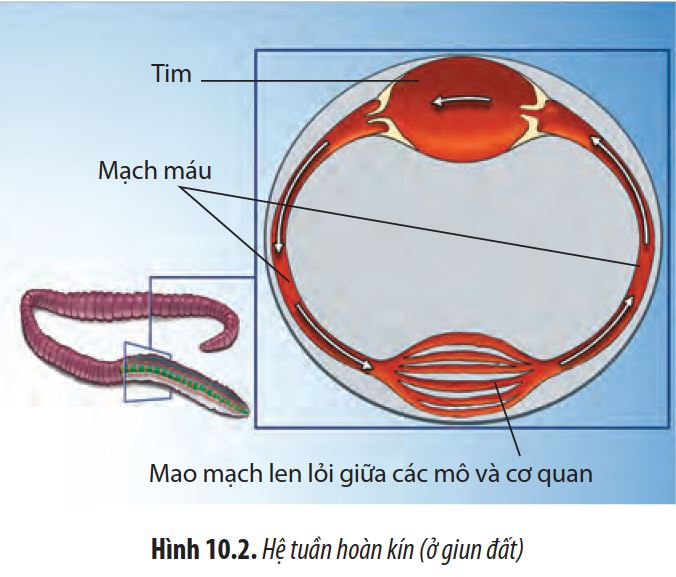 Tim
Mạch máu
Mao mạch len lỏi giữa các mô và cơ quan
Hình 10.2. Hệ tuần hoàn kín (ở giun đất)